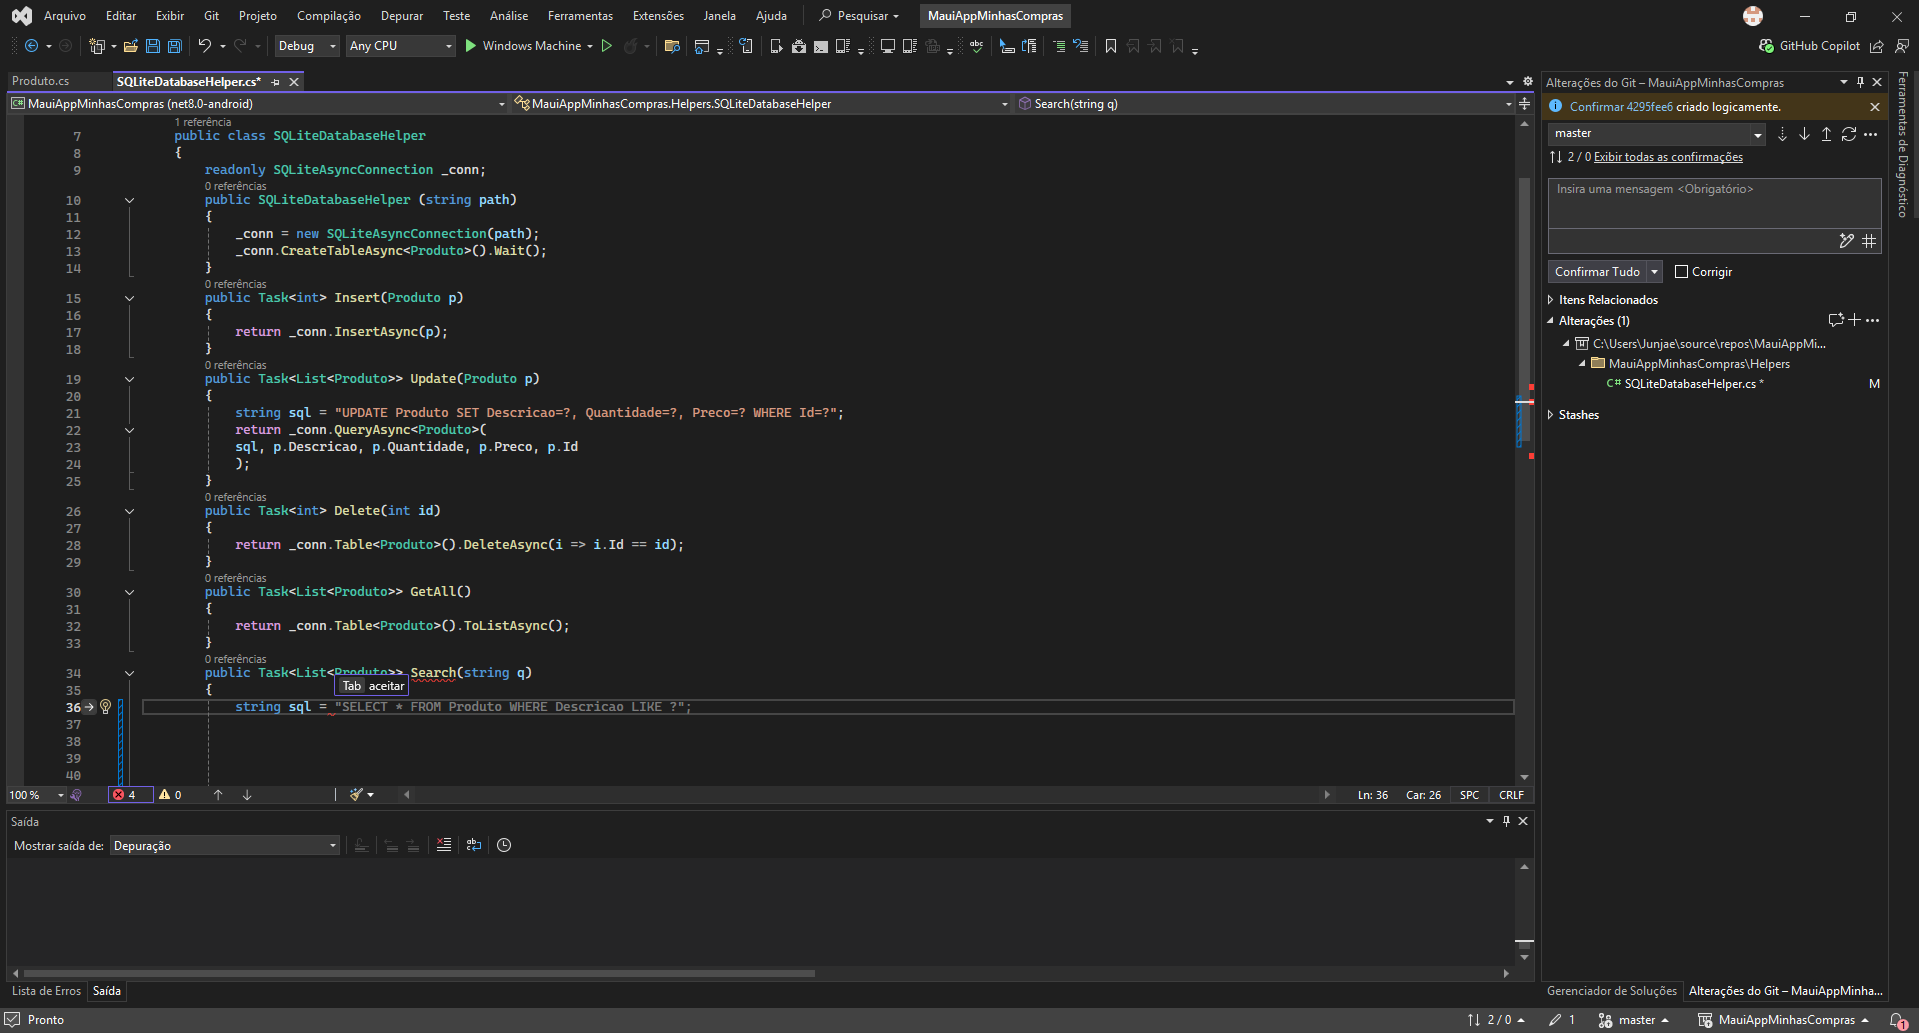 Arquivo Editar Exibir Git Projeto Compilação Depurar Teste Análise Ferramentas Extensões Janela Ajuda Pesquisar MauiAppMinhasCompras
Debug Any CPU Windows Machine GitHub Copilot
Produto.cs SQLiteDatabaseHelper.cs*
MauiAppMinhasCompras (net8.0-android) MauiAppMinhasCompras.Helpers.SQLiteDatabaseHelper Search(string q)
1 referência
7 public class SQLiteDatabaseHelper
8 {
9 readonly SQLiteAsyncConnection _conn;
0 referências
10 public SQLiteDatabaseHelper (string path)
11 {
12 _conn = new SQLiteAsyncConnection(path);
13 _conn.CreateTableAsync<Produto>().Wait();
14 }
0 referências
15 public Task<int> Insert(Produto p)
16 {
17 return _conn.InsertAsync(p);
18 }
0 referências
19 public Task<List<Produto>> Update(Produto p)
20 {
21 string sql = "UPDATE Produto SET Descricao=?, Quantidade=?, Preco=? WHERE Id=?";
22 return _conn.QueryAsync<Produto>(
23 sql, p.Descricao, p.Quantidade, p.Preco, p.Id
24 );
25 }
0 referências
26 public Task<int> Delete(int id)
27 {
28 return _conn.Table<Produto>().DeleteAsync(i => i.Id == id);
29 }
0 referências
30 public Task<List<Produto>> GetAll()
31 {
32 return _conn.Table<Produto>().ToListAsync();
33 }
0 referências
34 public Task<List<Produto>> Search(string q)
35 {
Tab aceitar
36 string sql = "SELECT * FROM Produto WHERE Descricao LIKE ?";
37
38
39
40
100 % 4 0 Ln: 36 Car: 26 SPC CRLF
Saída
Mostrar saída de: Depuração
Lista de Erros Saída
Alterações do Git – MauiAppMinhasCompras
Confirmar 4295fee6 criado logicamente.
master
2 / 0 Exibir todas as confirmações
Insira uma mensagem <Obrigatório>
Confirmar Tudo Corrigir
Itens Relacionados
Alterações (1)
C:\Users\Junjae\source\repos\MauiAppMi...
MauiAppMinhasCompras\Helpers
C# SQLiteDatabaseHelper.cs * M
Stashes
Gerenciador de Soluções Alterações do Git – MauiAppMinha...
Ferramentas de Diagnóstico
Pronto 2 / 0 1 master MauiAppMinhasCompras 1